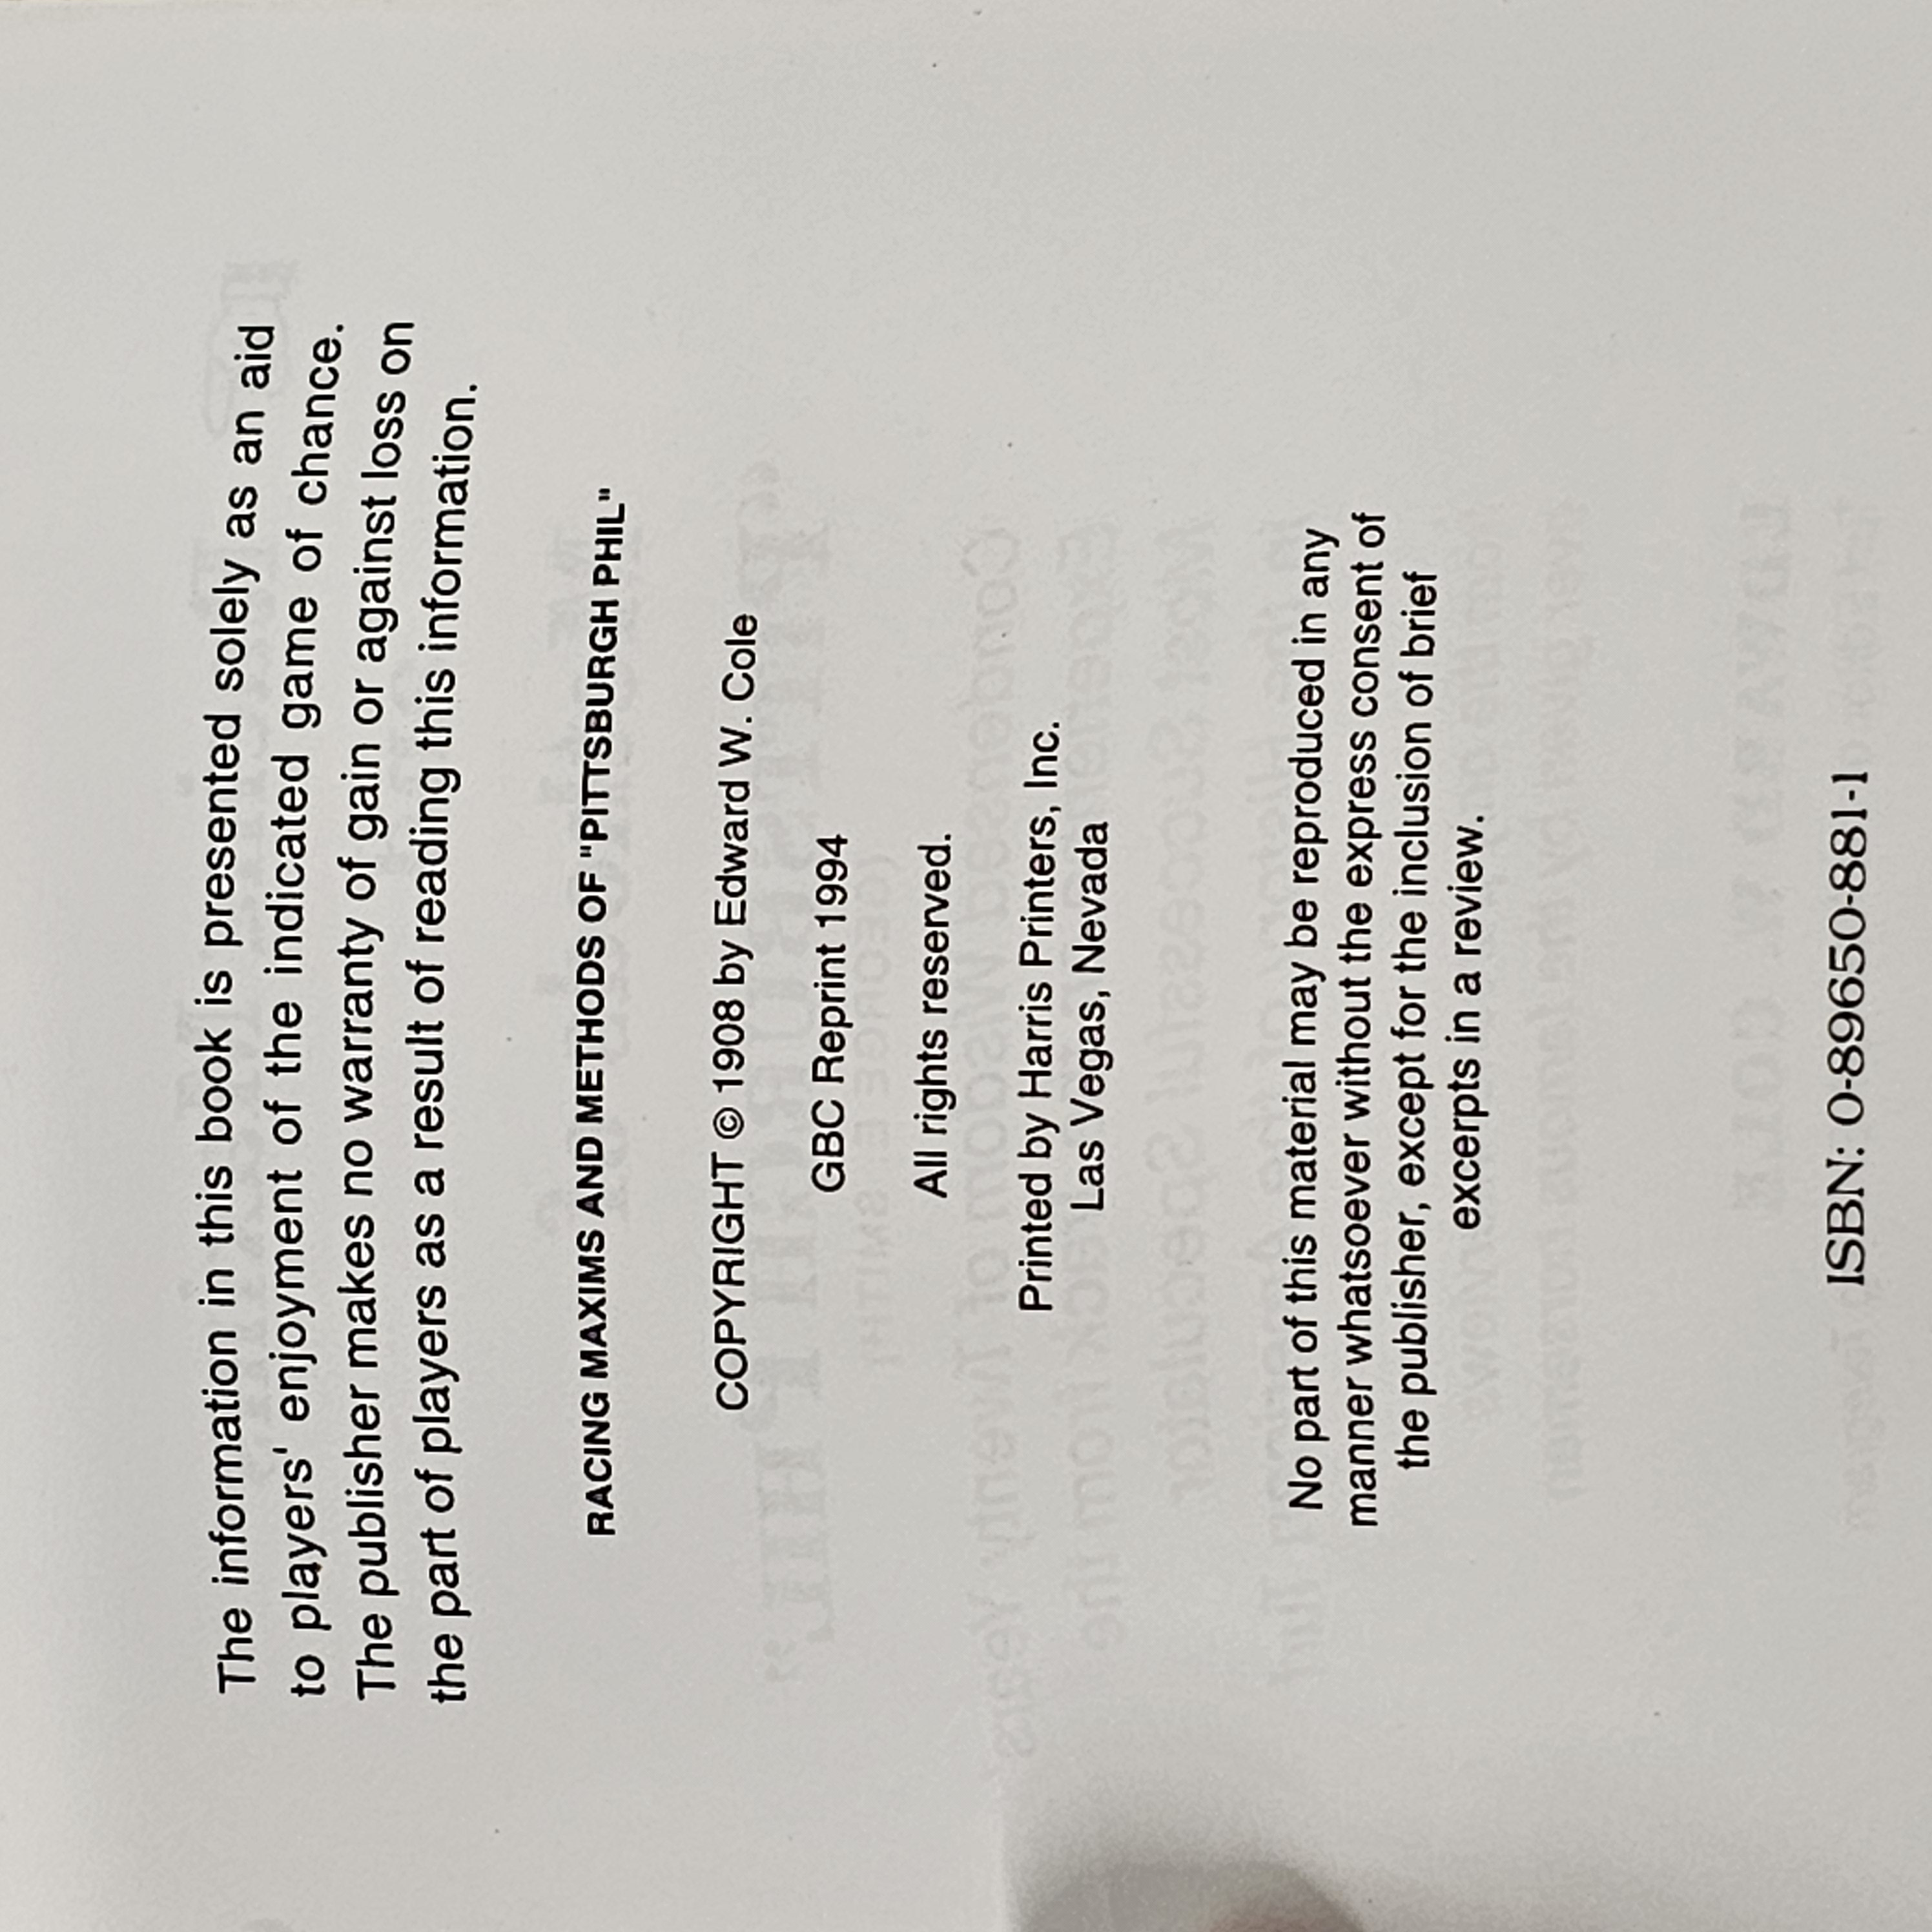 The information in this book is presented solely as an aid
to players' enjoyment of the indicated game of chance.
The publisher makes no warranty of gain or against loss on
the part of players as a result of reading this information.
RACING MAXIMS AND METHODS OF "PITTSBURGH PHIL"
COPYRIGHT © 1908 by Edward W. Cole
GBC Reprint 1994
All rights reserved.
Printed by Harris Printers, Inc.
Las Vegas, Nevada
No part of this material may be reproduced in any
manner whatsoever without the express consent of
the publisher, except for the inclusion of brief
excerpts in a review.
ISBN: 0-89650-881-1